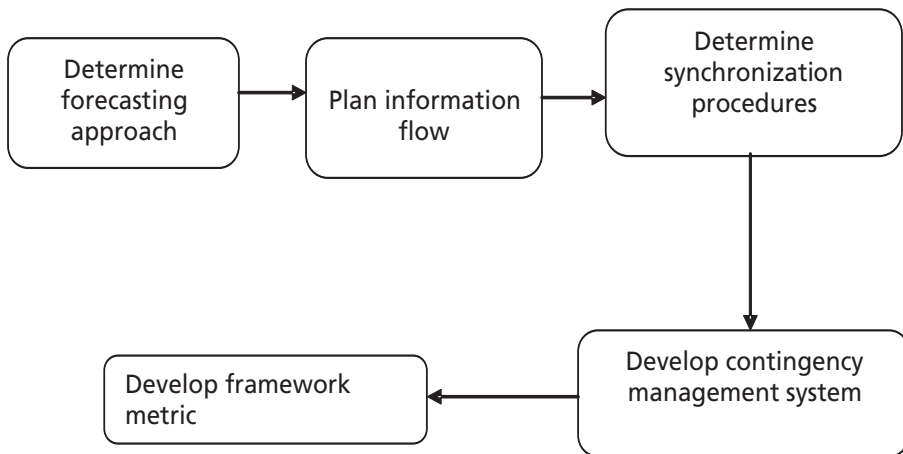 Determine
forecasting
approach
Plan information
flow
Determine
synchronization
procedures
Develop contingency
management system
Develop framework
metric